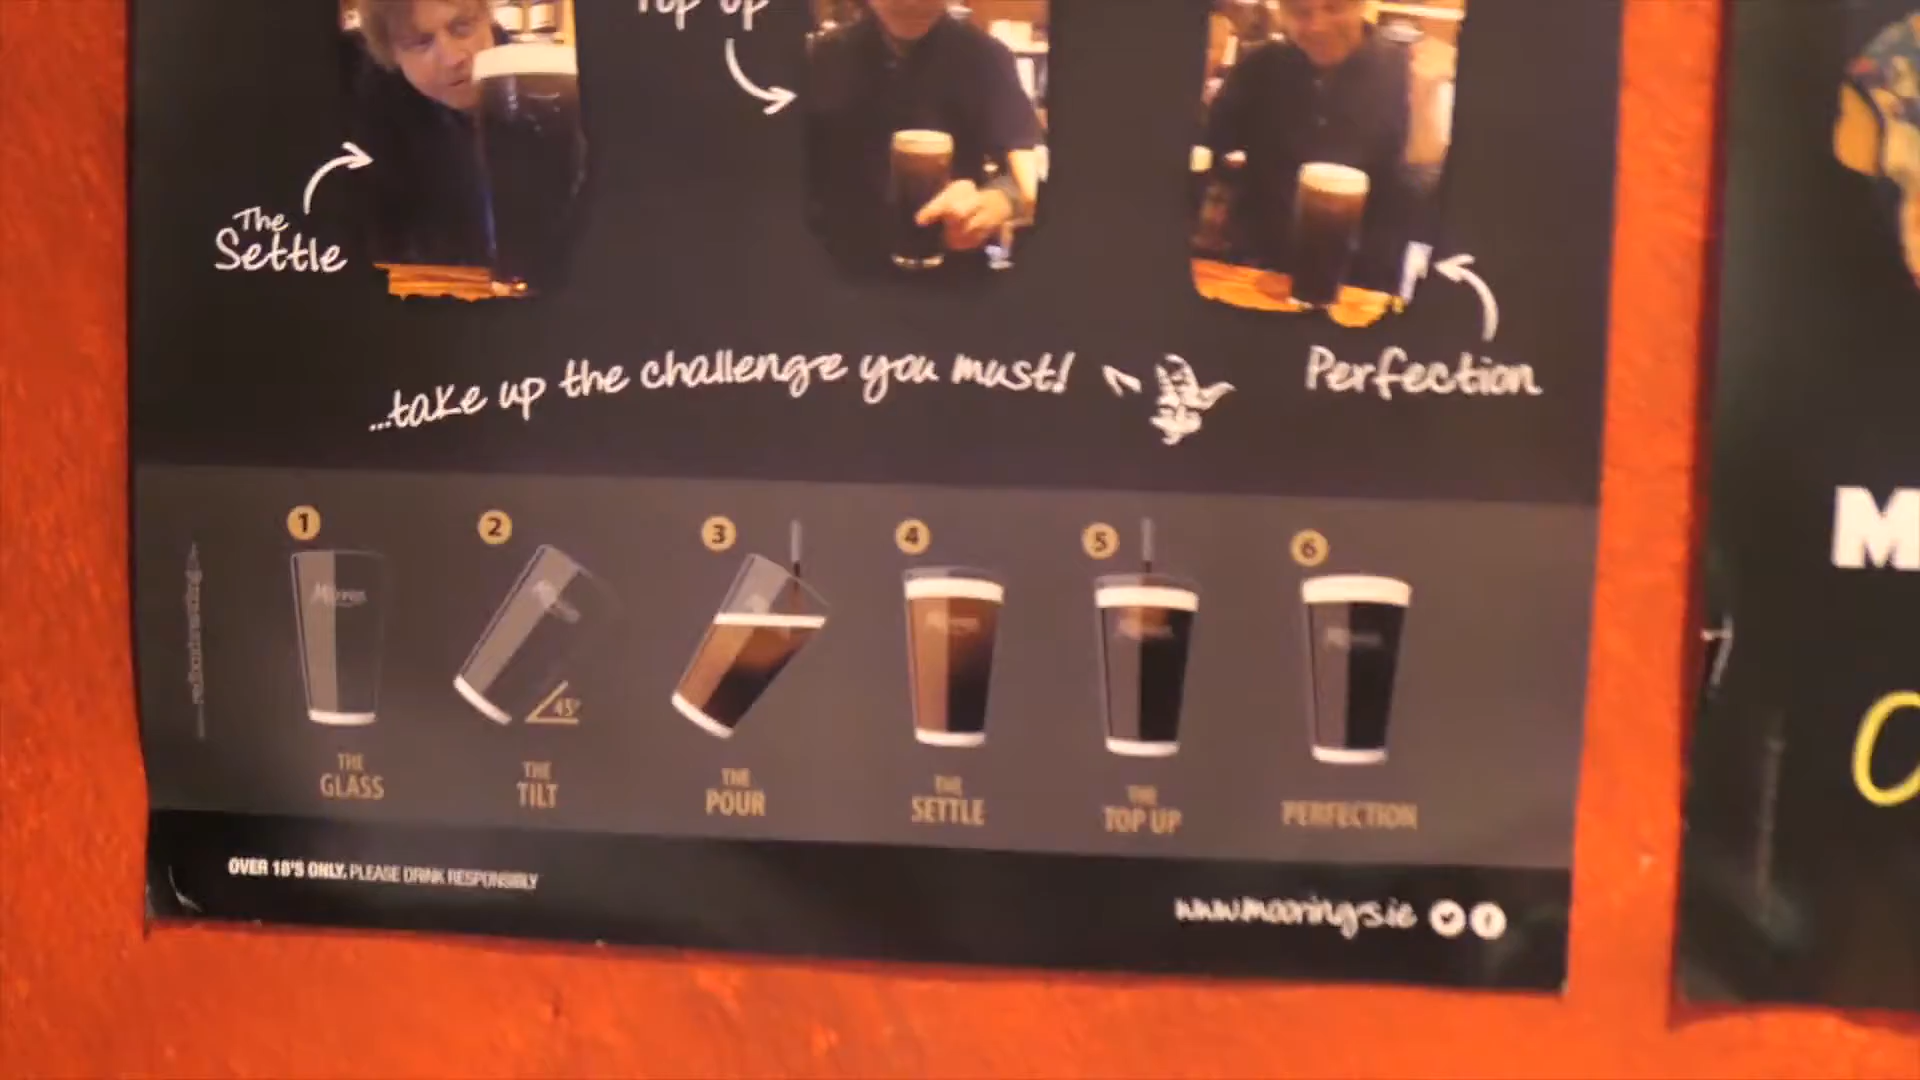 Top Up
The
Settle
...take up the challenge you must!
Perfection
1
2
3
4
5
6
45°
THE
GLASS
THE
TILT
THE
POUR
THE
SETTLE
THE
TOP UP
PERFECTION
OVER 18'S ONLY. PLEASE DRINK RESPONSIBLY
www.moorings.ie
M